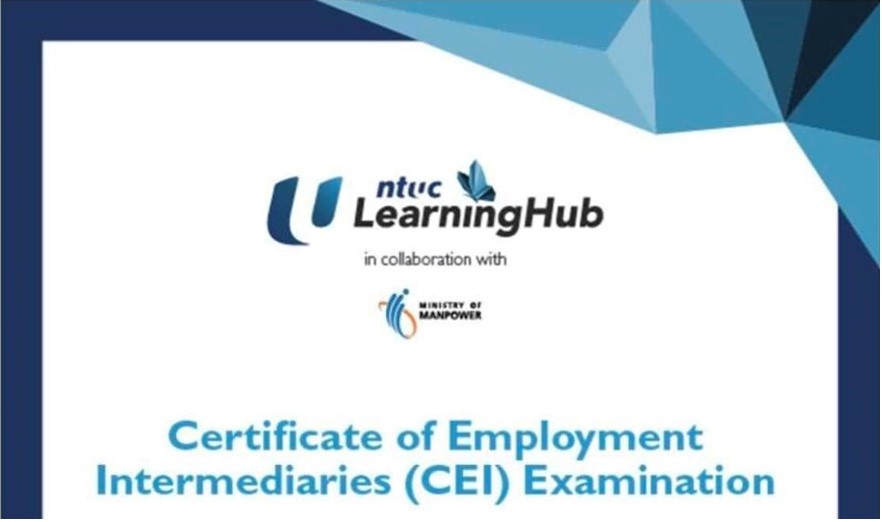 ntuc
LearningHub
in collaboration with
MINISTRY OF
MANPOWER
Certificate of Employment
Intermediaries (CEI) Examination